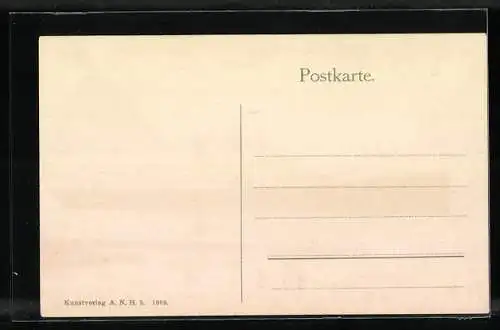 Postkarte.
Kunstverlag A. N. H. b.